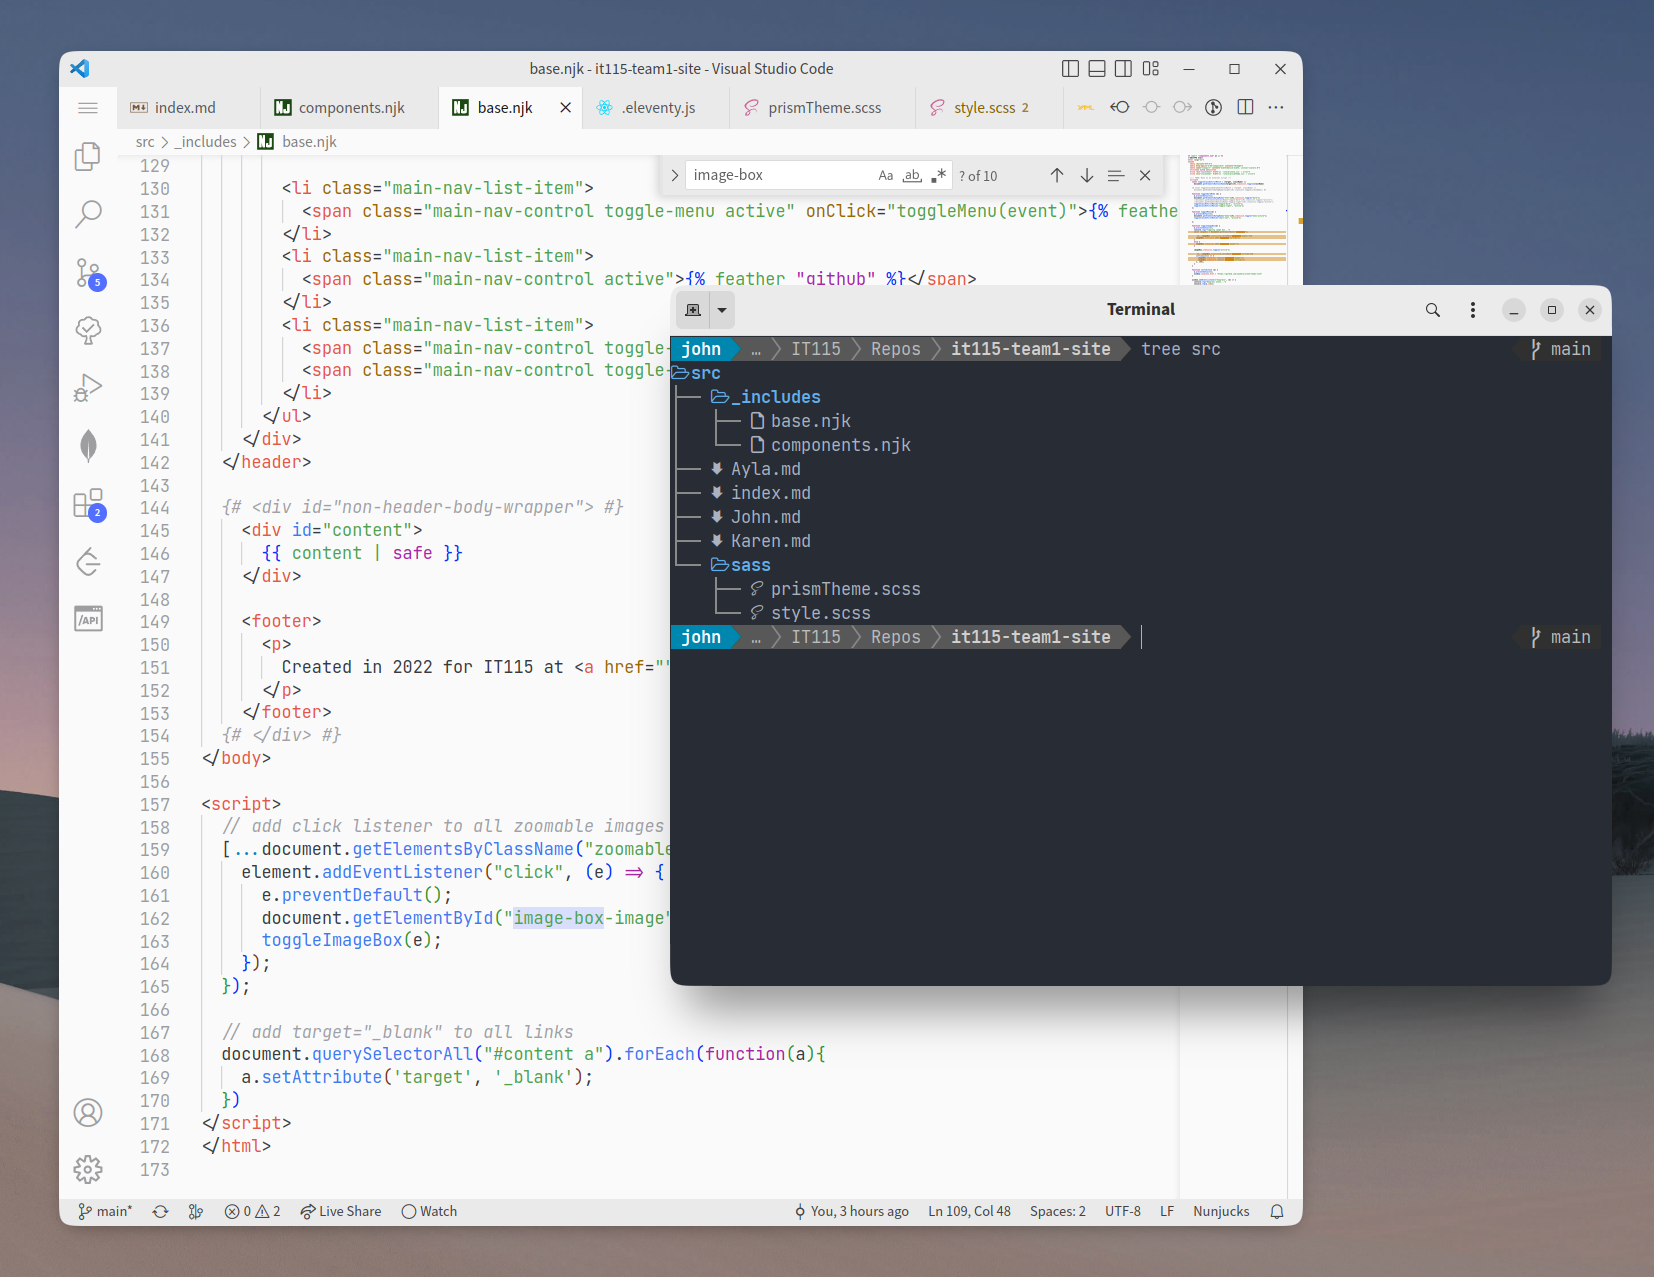 base.njk - it115-team1-site - Visual Studio Code
index.md
components.njk
base.njk
.eleventy.js
prismTheme.scss
style.scss 2
src > _includes > base.njk
image-box
Aa
ab
.*
? of 10
129
130 <li class="main-nav-list-item">
131 <span class="main-nav-control toggle-menu active" onClick="toggleMenu(event)">{% feathe
132 </li>
133 <li class="main-nav-list-item">
134 <span class="main-nav-control active">{% feather "github" %}</span>
135 </li>
136 <li class="main-nav-list-item">
137 <span class="main-nav-control toggle-
138 <span class="main-nav-control toggle-
139 </li>
140 </ul>
141 </div>
142 </header>
143
144 {# <div id="non-header-body-wrapper"> #}
145 <div id="content">
146 {{ content | safe }}
147 </div>
148
149 <footer>
150 <p>
151 Created in 2022 for IT115 at <a href="
152 </p>
153 </footer>
154 {# </div> #}
155 </body>
156
157 <script>
158 // add click listener to all zoomable images
159 [...document.getElementsByClassName("zoomable
160 element.addEventListener("click", (e) => {
161 e.preventDefault();
162 document.getElementById("image-box-image"
163 toggleImageBox(e);
164 });
165 });
166
167 // add target="_blank" to all links
168 document.querySelectorAll("#content a").forEach(function(a){
169 a.setAttribute('target', '_blank');
170 })
171 </script>
172 </html>
173
5
2
/API
main*
0
2
Live Share
Watch
You, 3 hours ago
Ln 109, Col 48
Spaces: 2
UTF-8
LF
Nunjucks
Terminal
john … IT115 Repos it115-team1-site tree src main
src
_includes
base.njk
components.njk
Ayla.md
index.md
John.md
Karen.md
sass
prismTheme.scss
style.scss
john … IT115 Repos it115-team1-site main